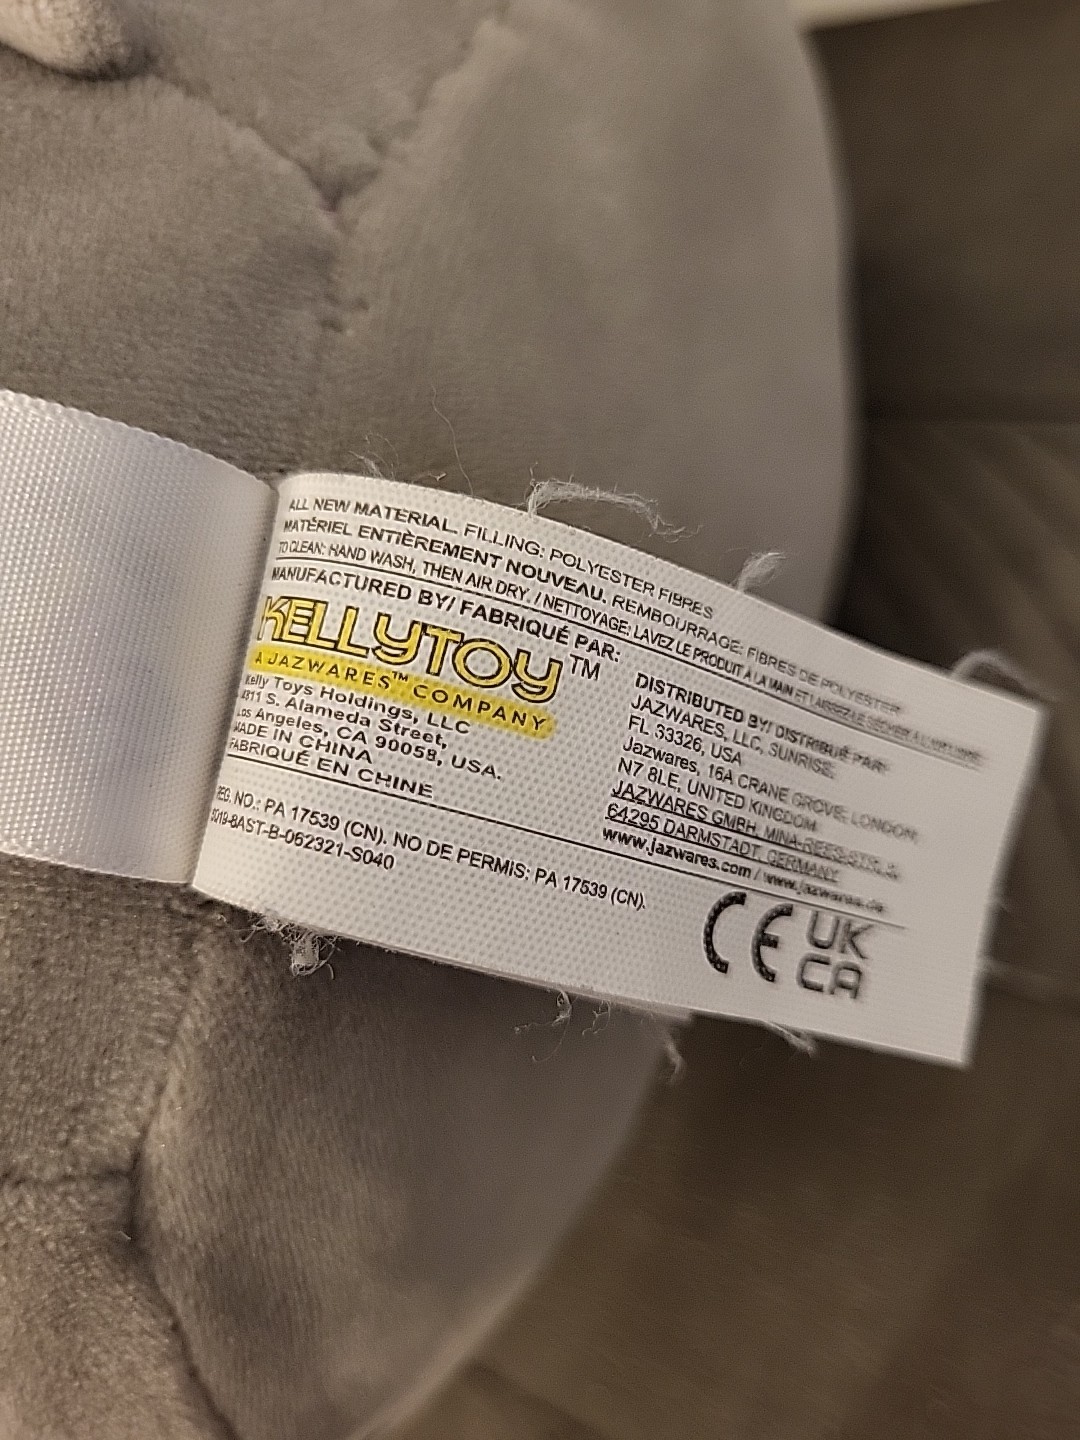 ALL NEW MATERIAL. FILLING: POLYESTER FIBRES
MATÉRIEL ENTIÈREMENT NOUVEAU. REMBOURRAGE: FIBRES DE POLYESTER
TO CLEAN: HAND WASH, THEN AIR DRY. / NETTOYAGE: LAVEZ LE PRODUIT À LA MAIN ET LAISSEZ-LE SÉCHER À L'AIR LIBRE.
MANUFACTURED BY/ FABRIQUÉ PAR:
KELLYTOY™
A JAZWARES™ COMPANY
Kelly Toys Holdings, LLC
4811 S. Alameda Street,
Los Angeles, CA 90058, USA.
MADE IN CHINA
FABRIQUÉ EN CHINE
DISTRIBUTED BY/ DISTRIBUÉ PAR:
JAZWARES, LLC, SUNRISE,
FL 33326, USA
Jazwares, 16A CRANE GROVE, LONDON,
N7 8LE, UNITED KINGDOM
JAZWARES GMBH, MINA-REES-STR. 8,
64295 DARMSTADT, GERMANY
www.jazwares.com / www.jazwares.de
REG. NO.: PA 17539 (CN). NO DE PERMIS: PA 17539 (CN).
8AST-B-062321-S040
CE
UK
CA